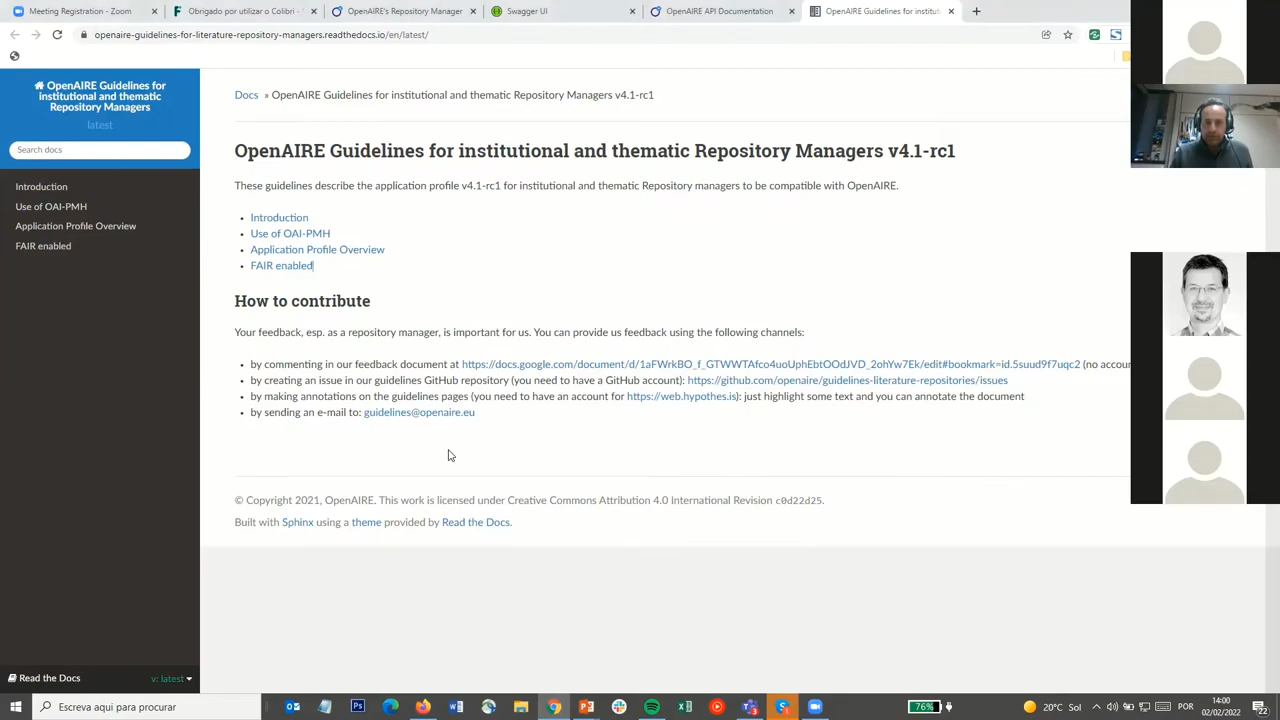 Meeting Registration - Zoom
Obrigado por utilizar o Colibri -
OpenAIRE's Repository Manager
Swagger UI
OpenAIRE API Documentation
OpenAIRE Guidelines for institut
openaire-guidelines-for-literature-repository-managers.readthedocs.io/en/latest/
OpenAIRE Guidelines for
institutional and thematic
Repository Managers
latest
Search docs
Introduction
Use of OAI-PMH
Application Profile Overview
FAIR enabled
Docs » OpenAIRE Guidelines for institutional and thematic Repository Managers v4.1-rc1
OpenAIRE Guidelines for institutional and thematic Repository Managers v4.1-rc1
These guidelines describe the application profile v4.1-rc1 for institutional and thematic Repository managers to be compatible with OpenAIRE.
• Introduction
• Use of OAI-PMH
• Application Profile Overview
• FAIR enabled
How to contribute
Your feedback, esp. as a repository manager, is important for us. You can provide us feedback using the following channels:
• by commenting in our feedback document at https://docs.google.com/document/d/1aFWrkBO_f_GTWWTAfco4uoUphEbtOOdJVD_2ohYw7Ek/edit#bookmark=id.5suud9f7uqc2 (no accoun
• by creating an issue in our guidelines GitHub repository (you need to have a GitHub account): https://github.com/openaire/guidelines-literature-repositories/issues
• by making annotations on the guidelines pages (you need to have an account for https://web.hypothes.is): just highlight some text and you can annotate the document
• by sending an e-mail to: guidelines@openaire.eu
© Copyright 2021, OpenAIRE. This work is licensed under Creative Commons Attribution 4.0 International Revision c0d22d25.
Built with Sphinx using a theme provided by Read the Docs.
Read the Docs
v: latest
Escreva aqui para procurar
76%
20°C Sol
POR
14:00
02/02/2022
22